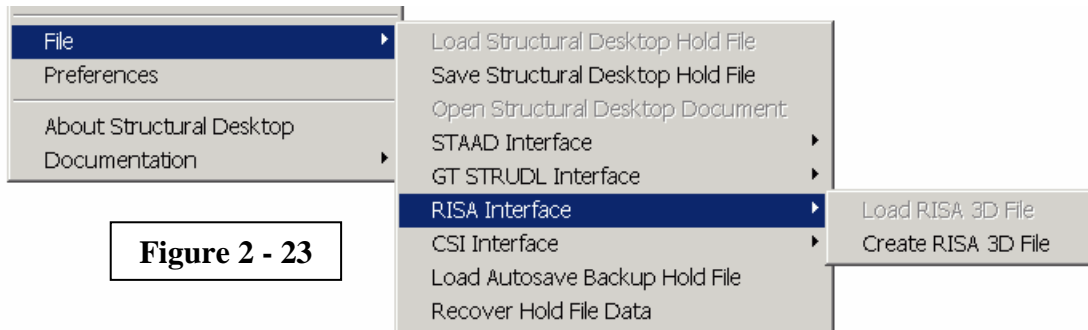 File
Preferences
About Structural Desktop
Documentation
Load Structural Desktop Hold File
Save Structural Desktop Hold File
Open Structural Desktop Document
STAAD Interface
GT STRUDL Interface
RISA Interface
CSI Interface
Load Autosave Backup Hold File
Recover Hold File Data
Load RISA 3D File
Create RISA 3D File
Figure 2 - 23